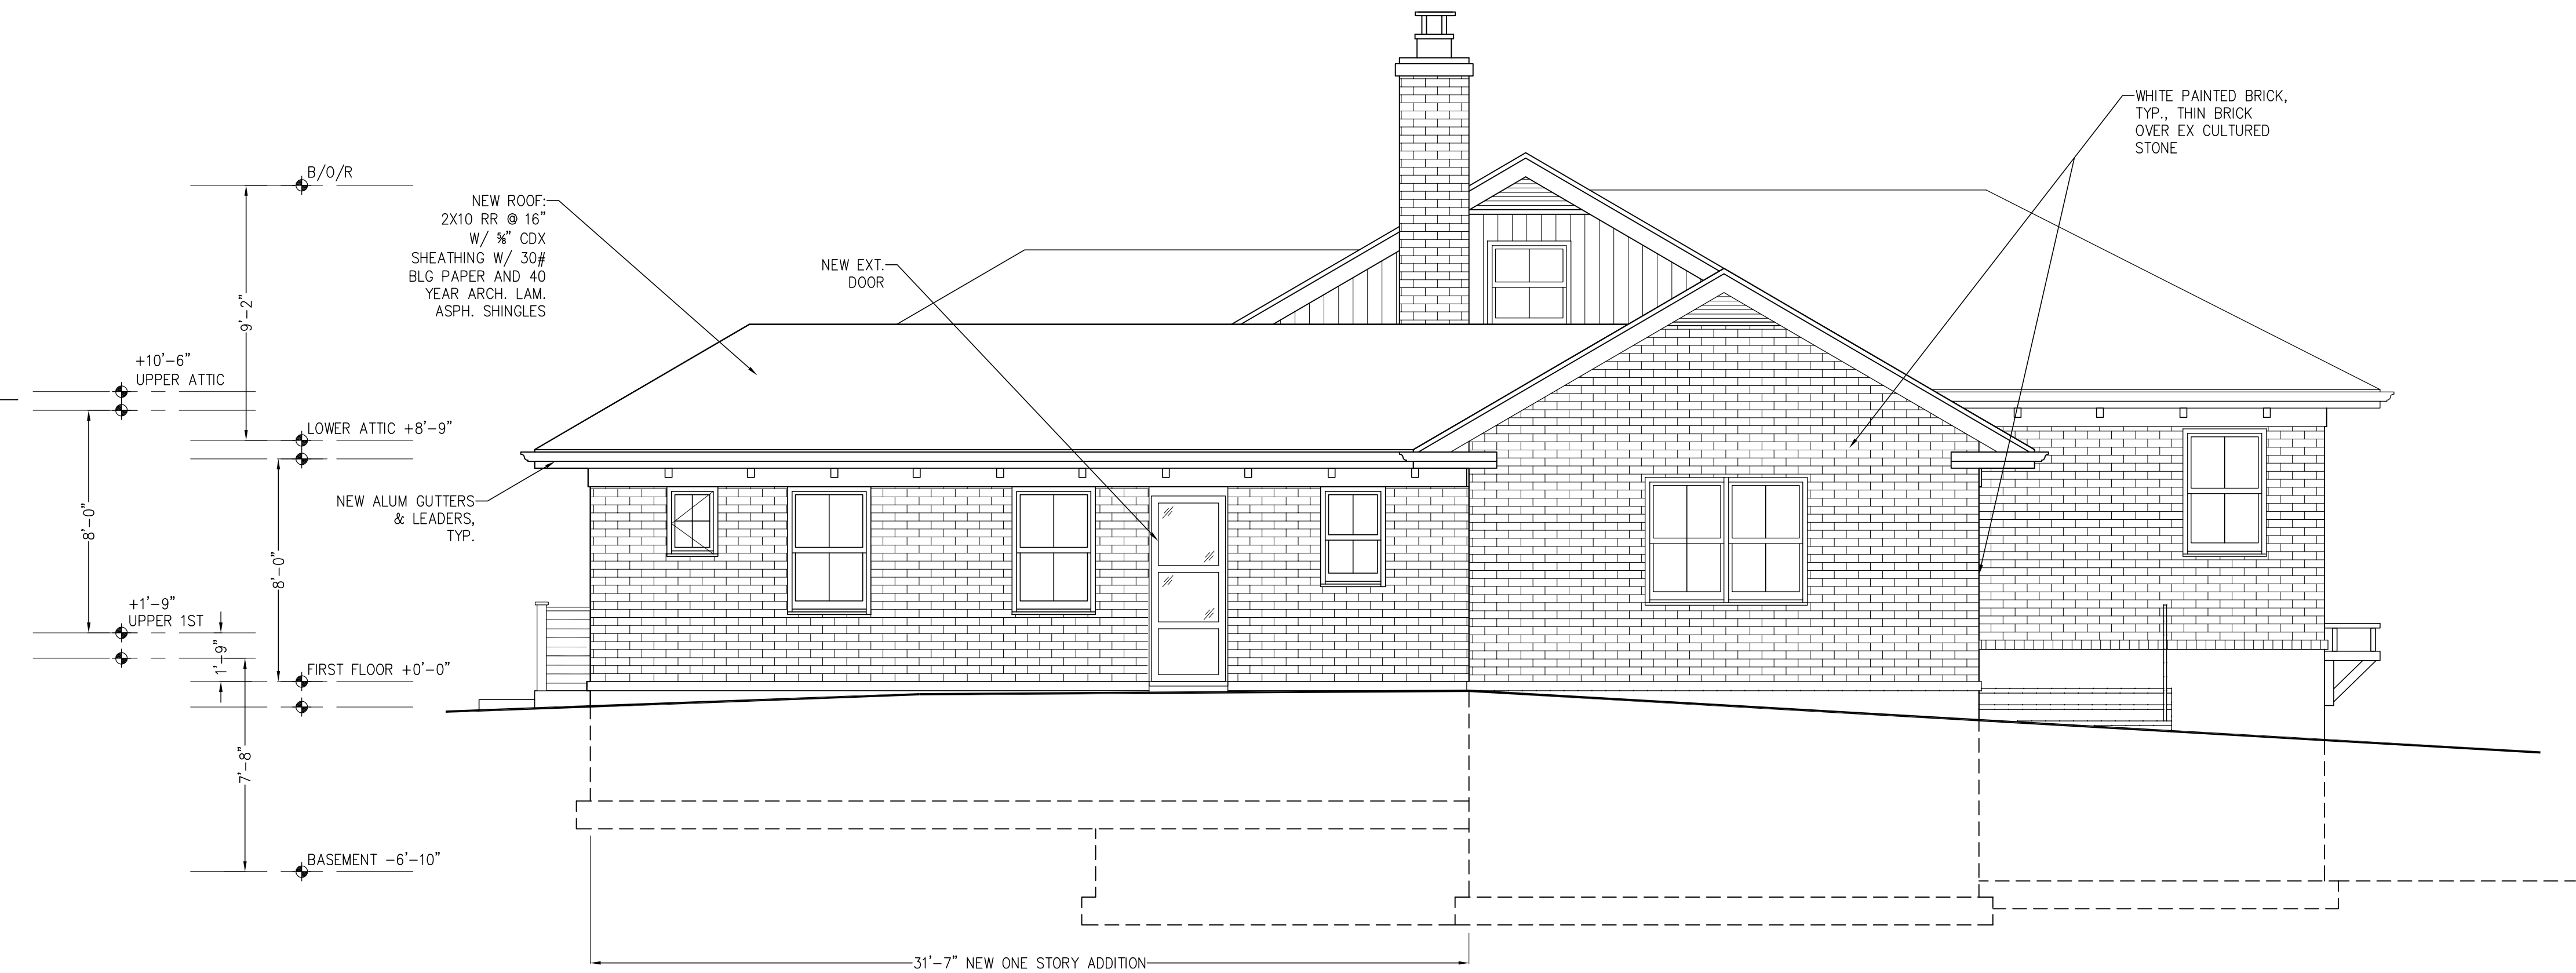 WHITE PAINTED BRICK,
TYP., THIN BRICK
OVER EX CULTURED
STONE
B/O/R
NEW ROOF:
2X10 RR @ 16"
W/ ⅝" CDX
SHEATHING W/ 30#
BLG PAPER AND 40
YEAR ARCH. LAM.
ASPH. SHINGLES
NEW EXT.
DOOR
9'-2"
+10'-6"
UPPER ATTIC
LOWER ATTIC +8'-9"
NEW ALUM GUTTERS
& LEADERS,
TYP.
8'-0"
8'-0"
+1'-9"
UPPER 1ST
1'-9"
FIRST FLOOR +0'-0"
7'-8"
BASEMENT -6'-10"
31'-7" NEW ONE STORY ADDITION